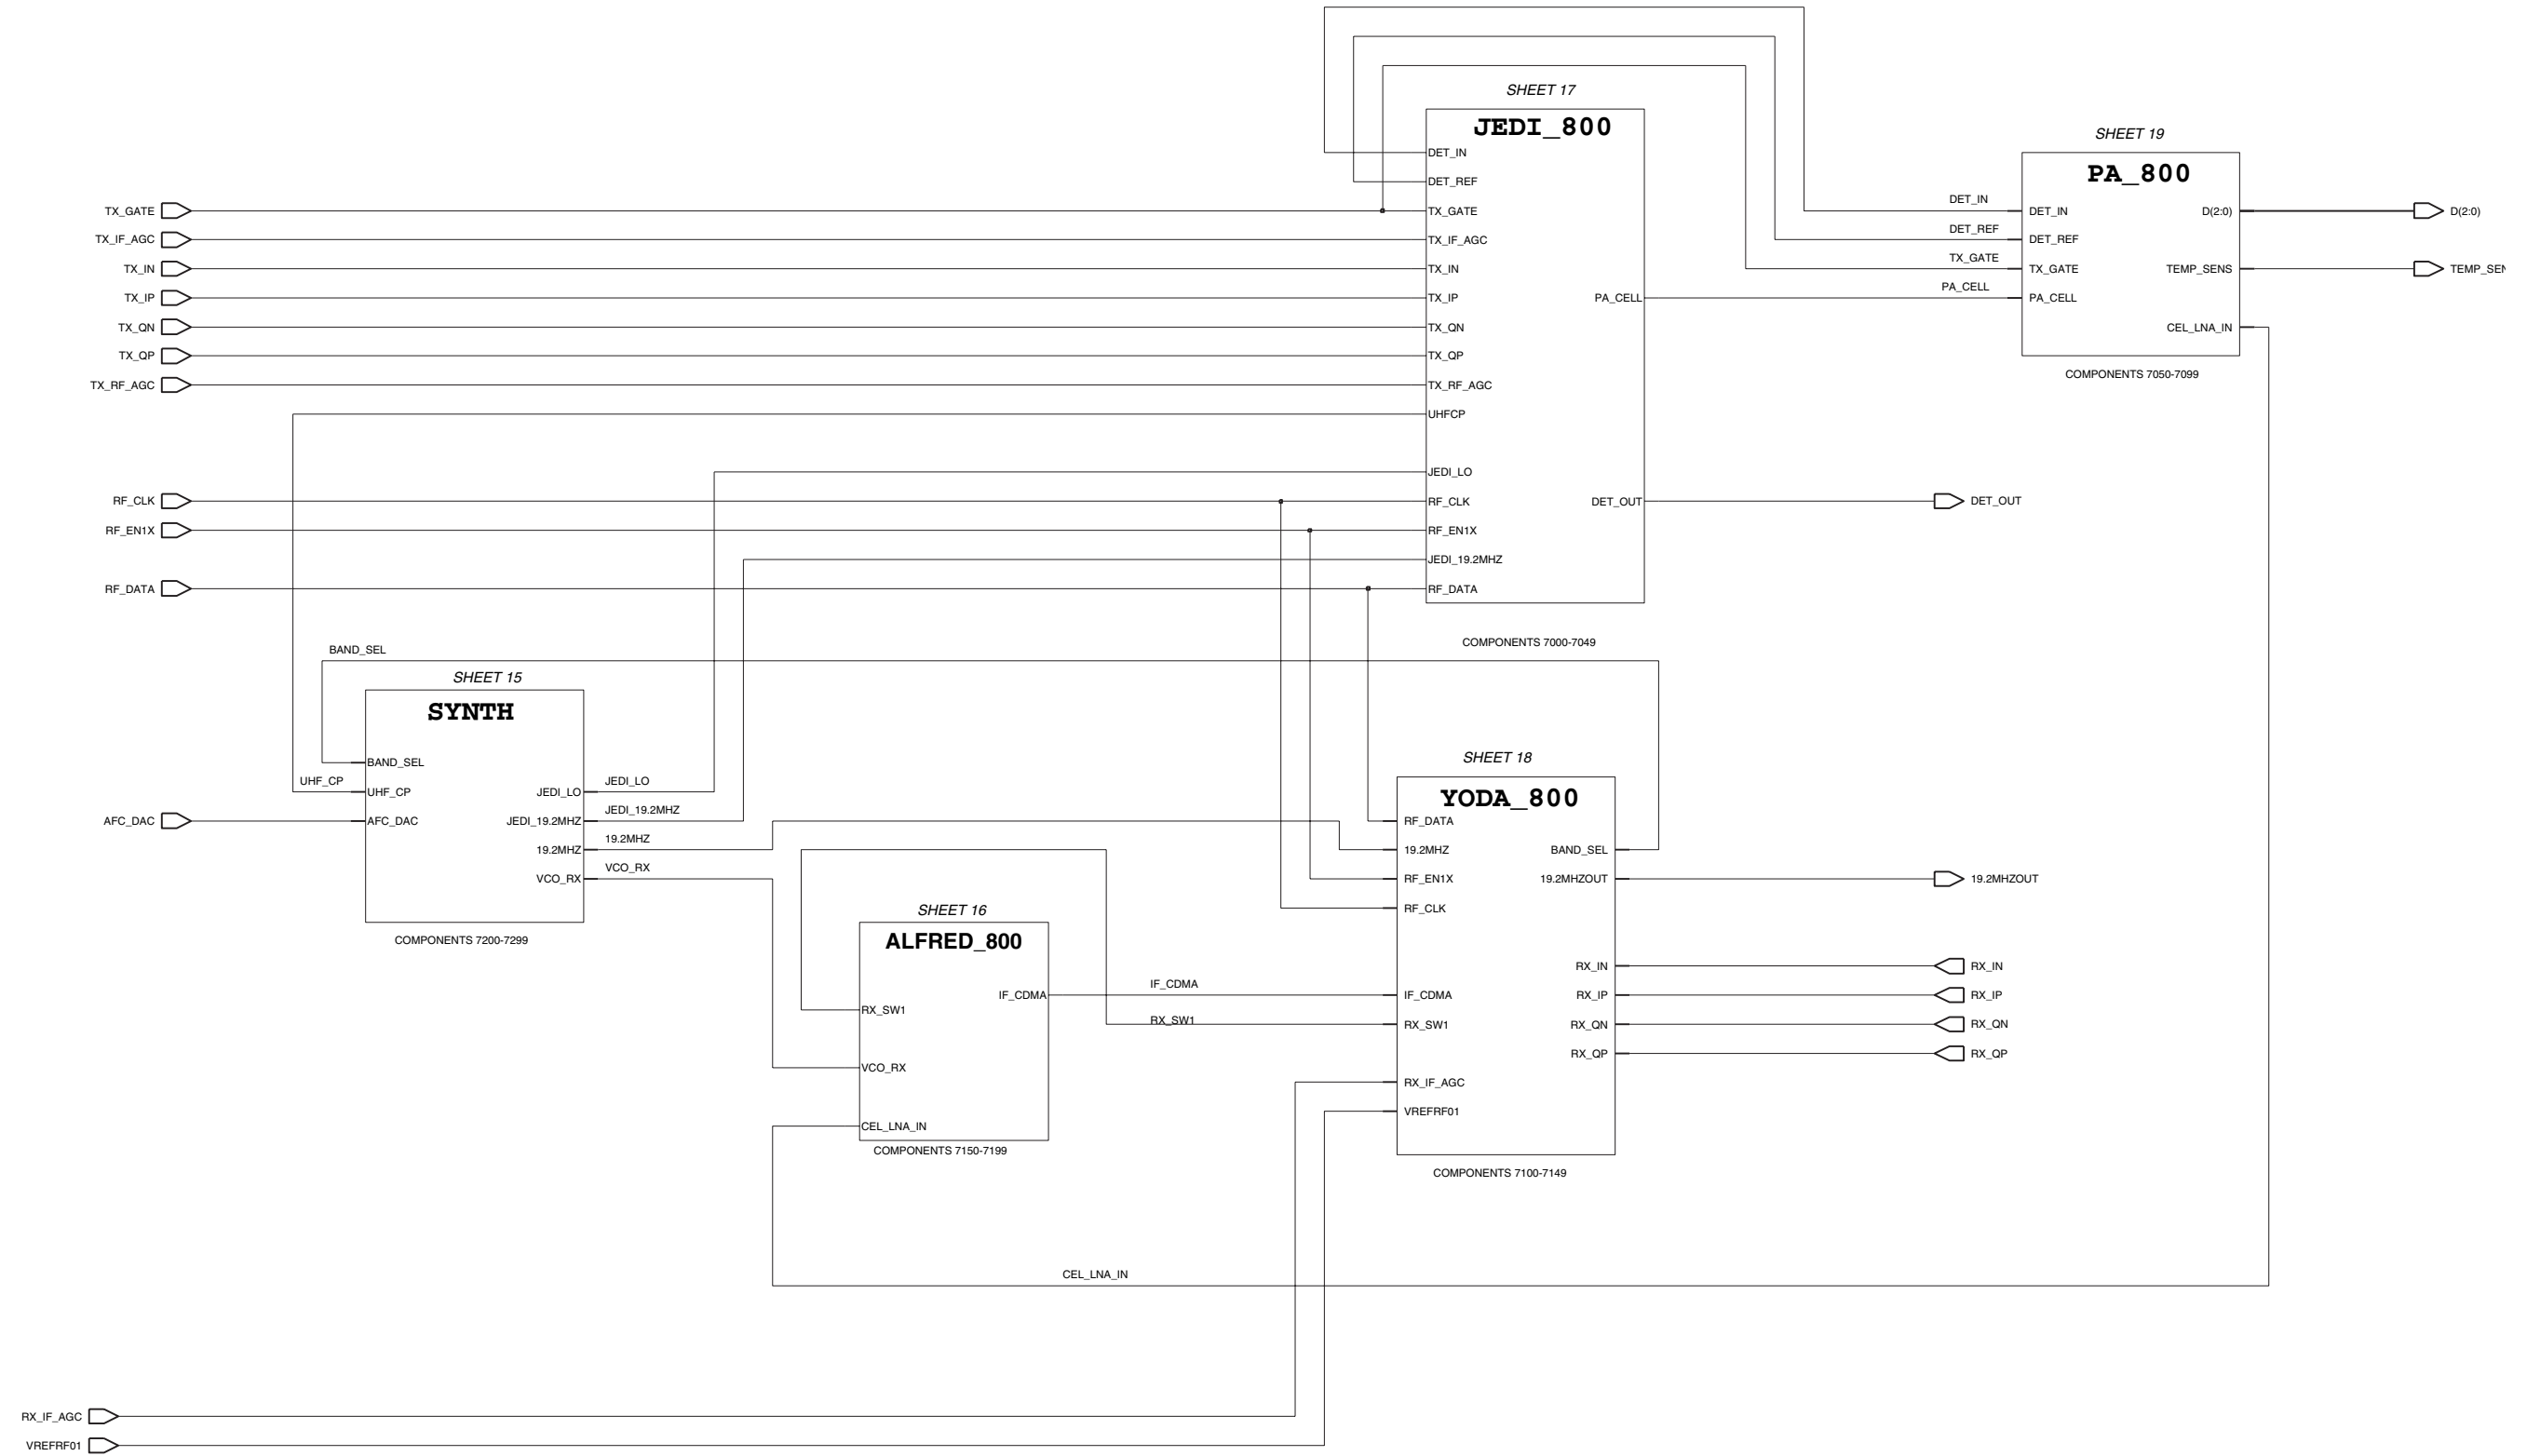 SHEET 17
JEDI_800
DET_IN
DET_REF
TX_GATE
TX_IF_AGC
TX_IN
TX_IP
TX_QN
TX_QP
TX_RF_AGC
UHFCP
JEDI_LO
RF_CLK
RF_EN1X
JEDI_19.2MHZ
RF_DATA
PA_CELL
DET_OUT
COMPONENTS 7000-7049
TX_GATE
TX_IF_AGC
TX_IN
TX_IP
TX_QN
TX_QP
TX_RF_AGC
RF_CLK
RF_EN1X
RF_DATA
SHEET 19
PA_800
DET_IN
DET_REF
TX_GATE
PA_CELL
DET_IN
DET_REF
TX_GATE
PA_CELL
D(2:0)
TEMP_SENS
CEL_LNA_IN
COMPONENTS 7050-7099
D(2:0)
TEMP_SEN
DET_OUT
BAND_SEL
SHEET 15
SYNTH
BAND_SEL
UHF_CP
UHF_CP
AFC_DAC
AFC_DAC
JEDI_LO
JEDI_19.2MHZ
19.2MHZ
VCO_RX
JEDI_LO
JEDI_19.2MHZ
19.2MHZ
VCO_RX
COMPONENTS 7200-7299
SHEET 16
ALFRED_800
RX_SW1
VCO_RX
CEL_LNA_IN
IF_CDMA
COMPONENTS 7150-7199
IF_CDMA
RX_SW1
SHEET 18
YODA_800
RF_DATA
19.2MHZ
RF_EN1X
RF_CLK
IF_CDMA
RX_SW1
RX_IF_AGC
VREFRF01
BAND_SEL
19.2MHZOUT
RX_IN
RX_IP
RX_QN
RX_QP
COMPONENTS 7100-7149
19.2MHZOUT
RX_IN
RX_IP
RX_QN
RX_QP
CEL_LNA_IN
RX_IF_AGC
VREFRF01